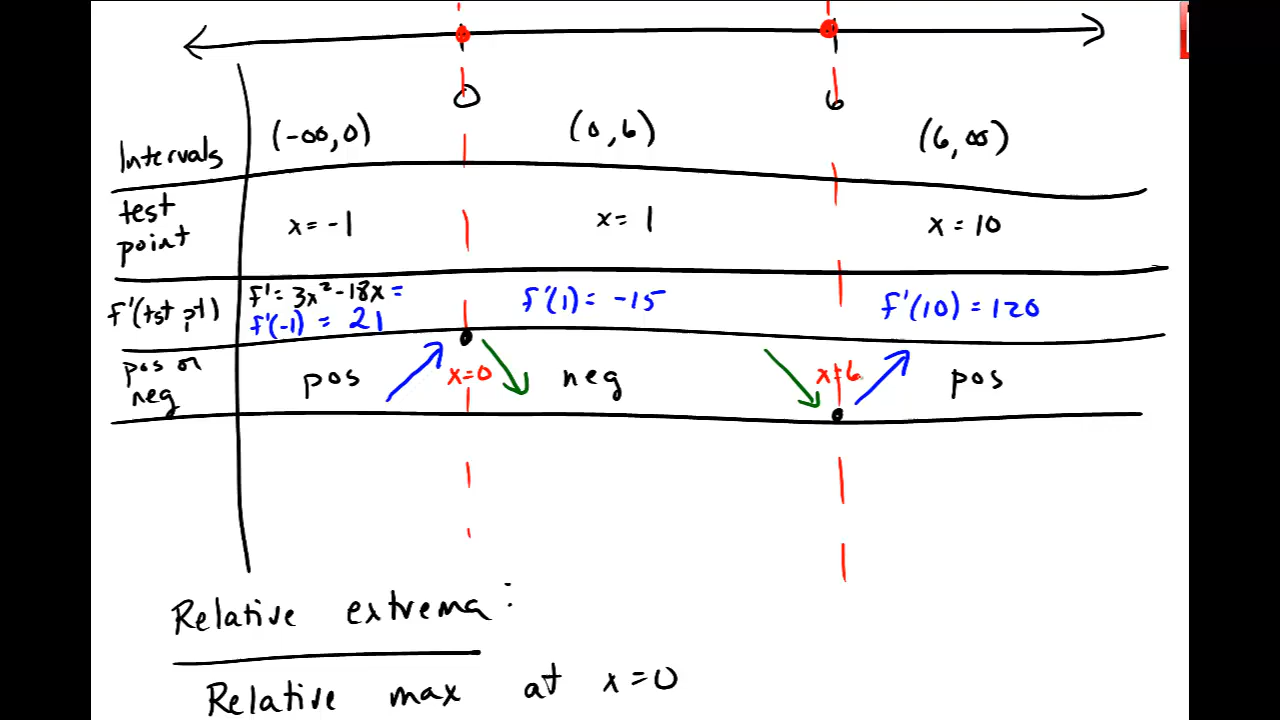 0 6
Intervals (-∞,0) (0,6) (6,∞)
test point x = -1 x = 1 x = 10
f'(tst pt) f' = 3x² - 18x = f'(-1) = 21 f'(1) = -15 f'(10) = 120
pos or neg pos x=0 neg x=6 pos
Relative extrema:
Relative max at x=0